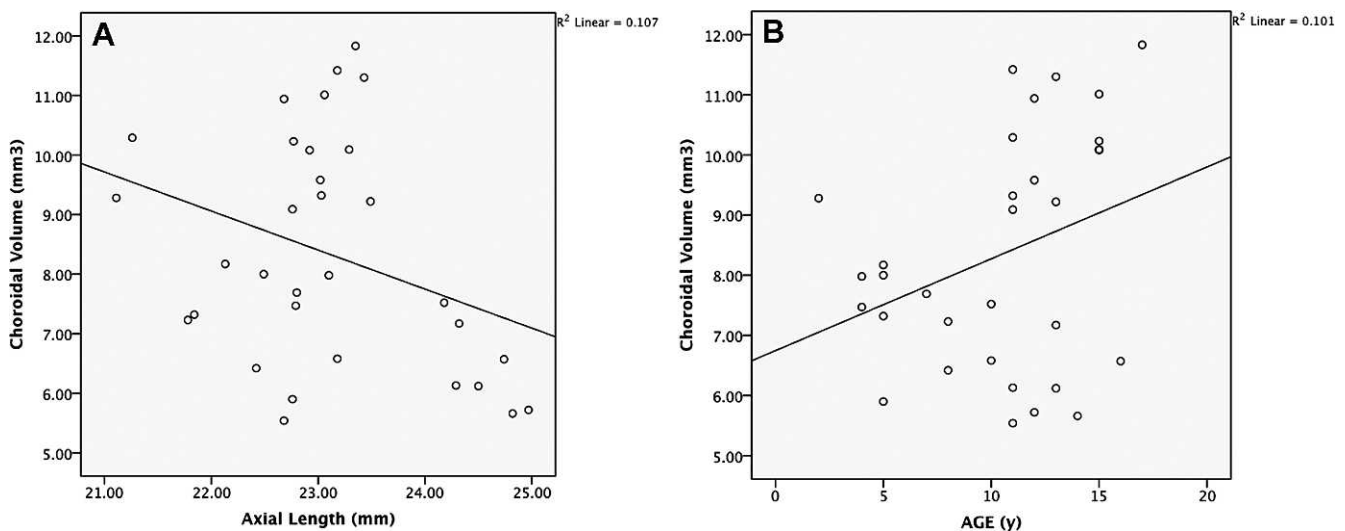 A
R² Linear = 0.107
12.00
11.00
10.00
9.00
8.00
7.00
6.00
5.00
Choroidal Volume (mm3)
21.00 22.00 23.00 24.00 25.00
Axial Length (mm)
B
R² Linear = 0.101
12.00
11.00
10.00
9.00
8.00
7.00
6.00
5.00
Choroidal Volume (mm3)
0 5 10 15 20
AGE (y)